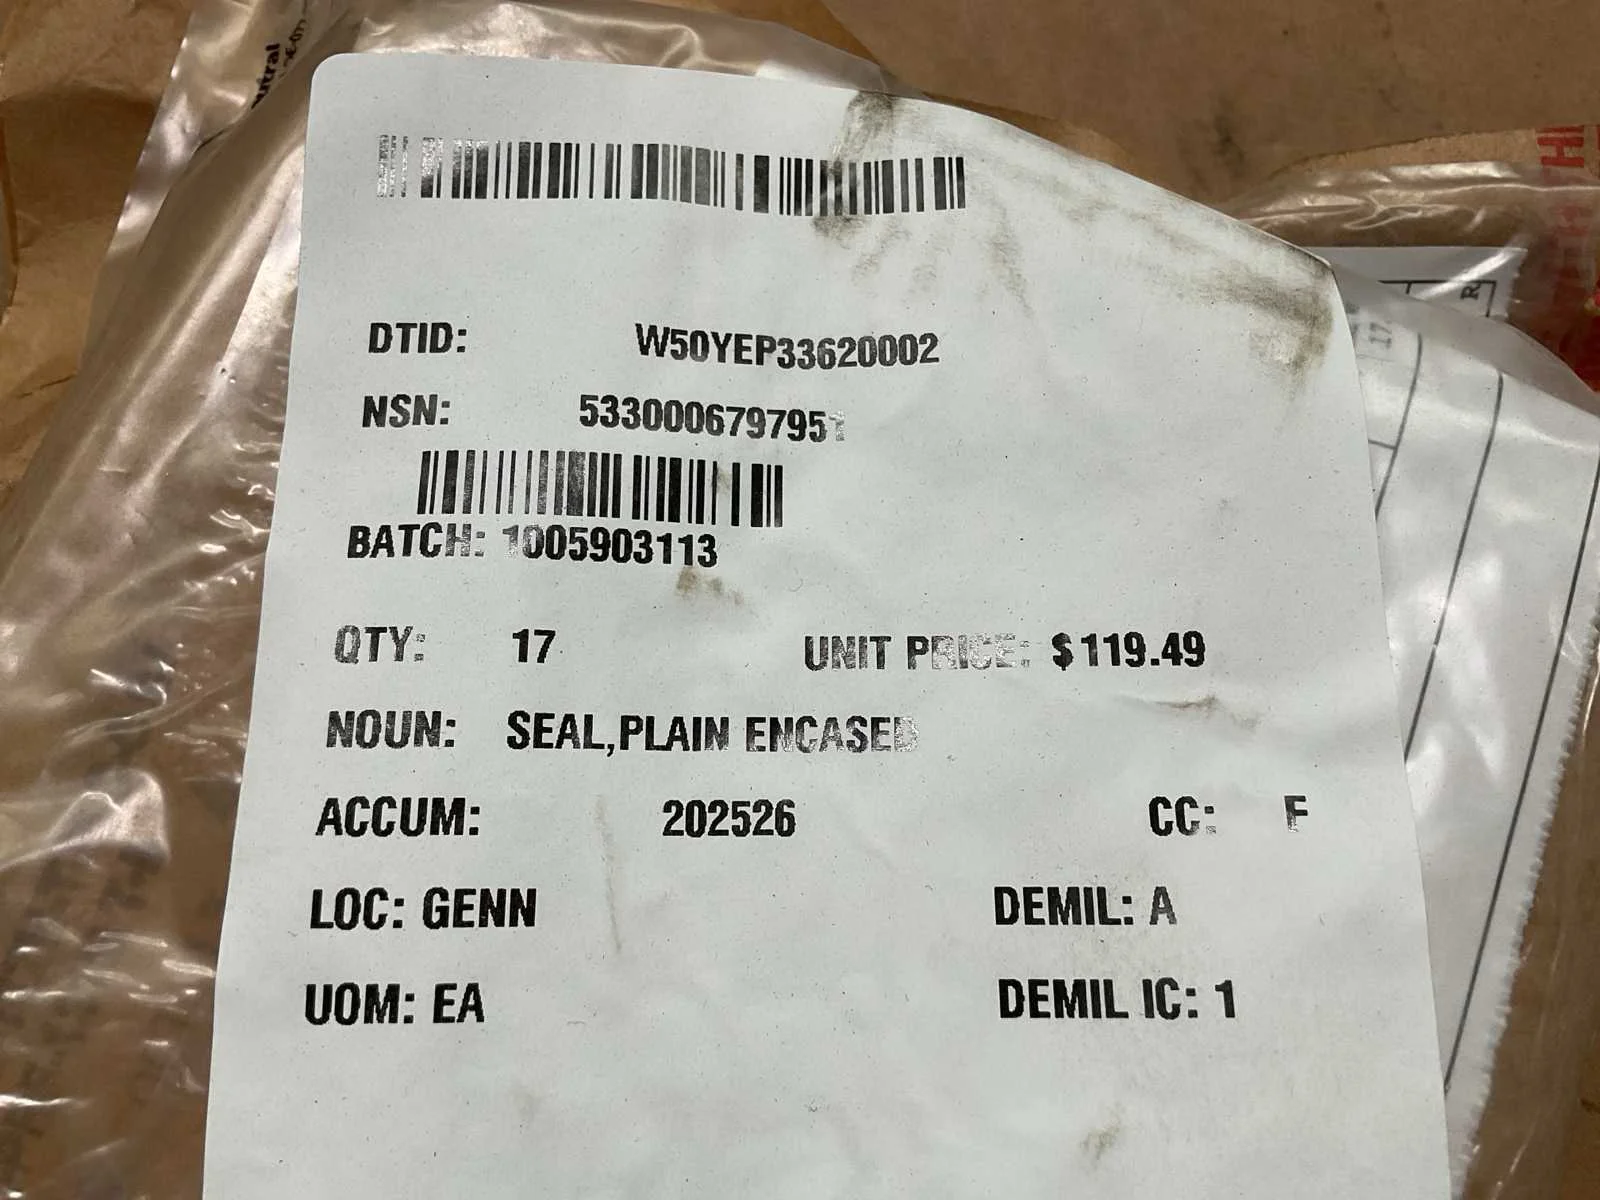 DTID: W50YEP33620002
NSN: 5330006797951
BATCH: 1005903113
QTY: 17 UNIT PRICE: $119.49
NOUN: SEAL,PLAIN ENCASED
ACCUM: 202526 CC: F
LOC: GENN DEMIL: A
UOM: EA DEMIL IC: 1
R
17